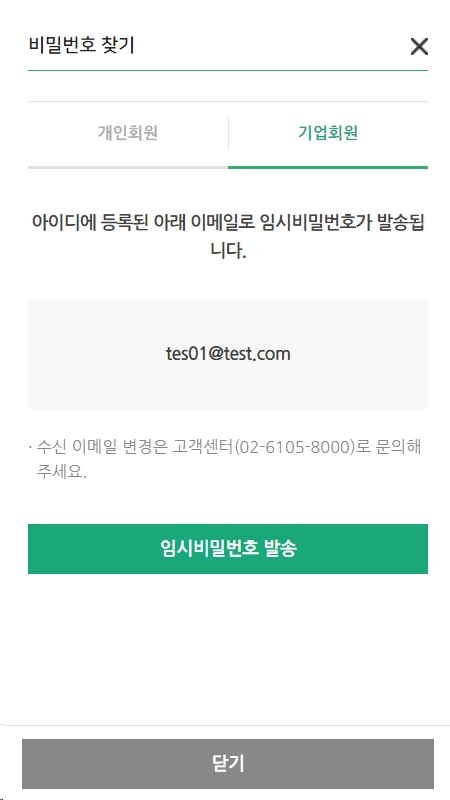 비밀번호 찾기
개인회원
기업회원
아이디에 등록된 아래 이메일로 임시비밀번호가 발송됩
니다.
tes01@test.com
· 수신 이메일 변경은 고객센터(02-6105-8000)로 문의해
주세요.
임시비밀번호 발송
닫기